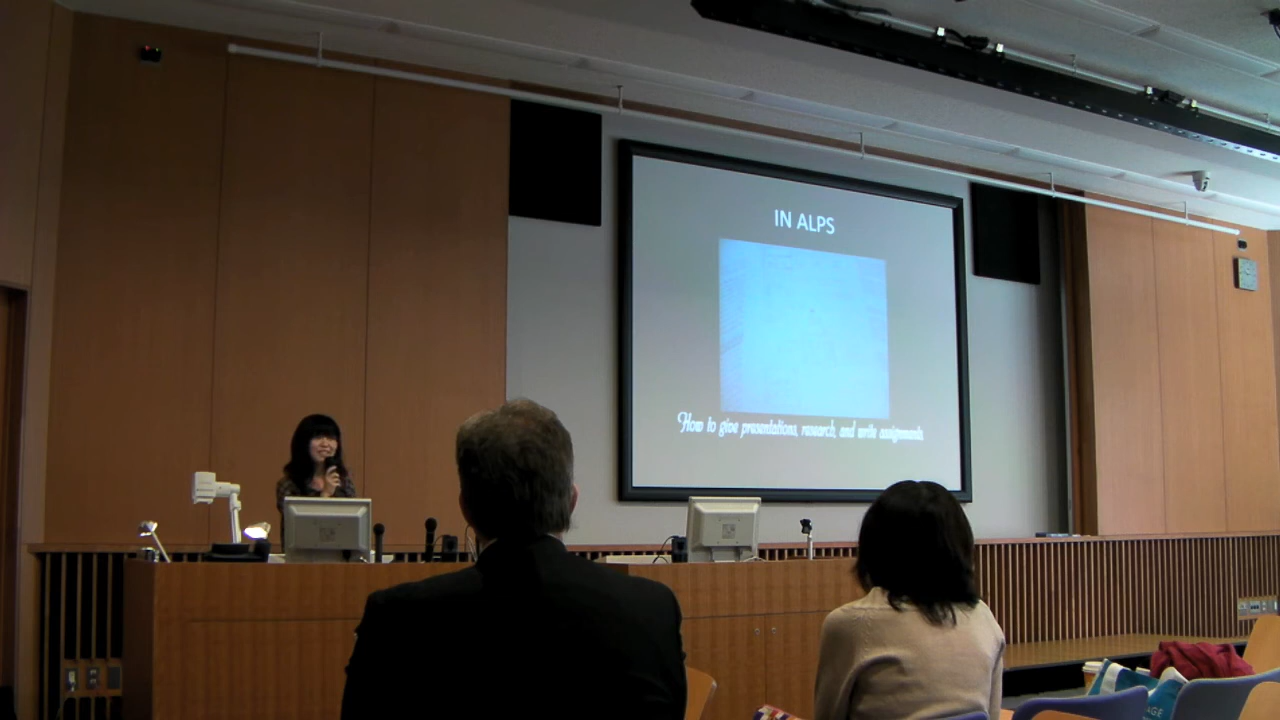 IN ALPS
How to give presentations, research, and write assignments